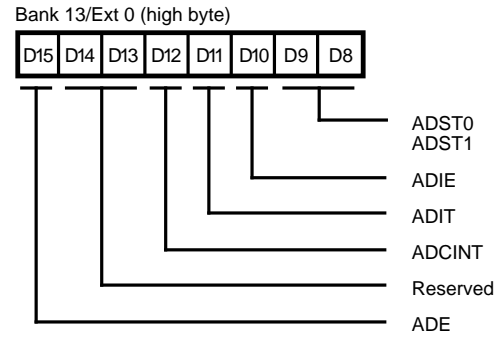 Bank 13/Ext 0 (high byte)
D15 D14 D13 D12 D11 D10 D9 D8
ADST0
ADST1
ADIE
ADIT
ADCINT
Reserved
ADE